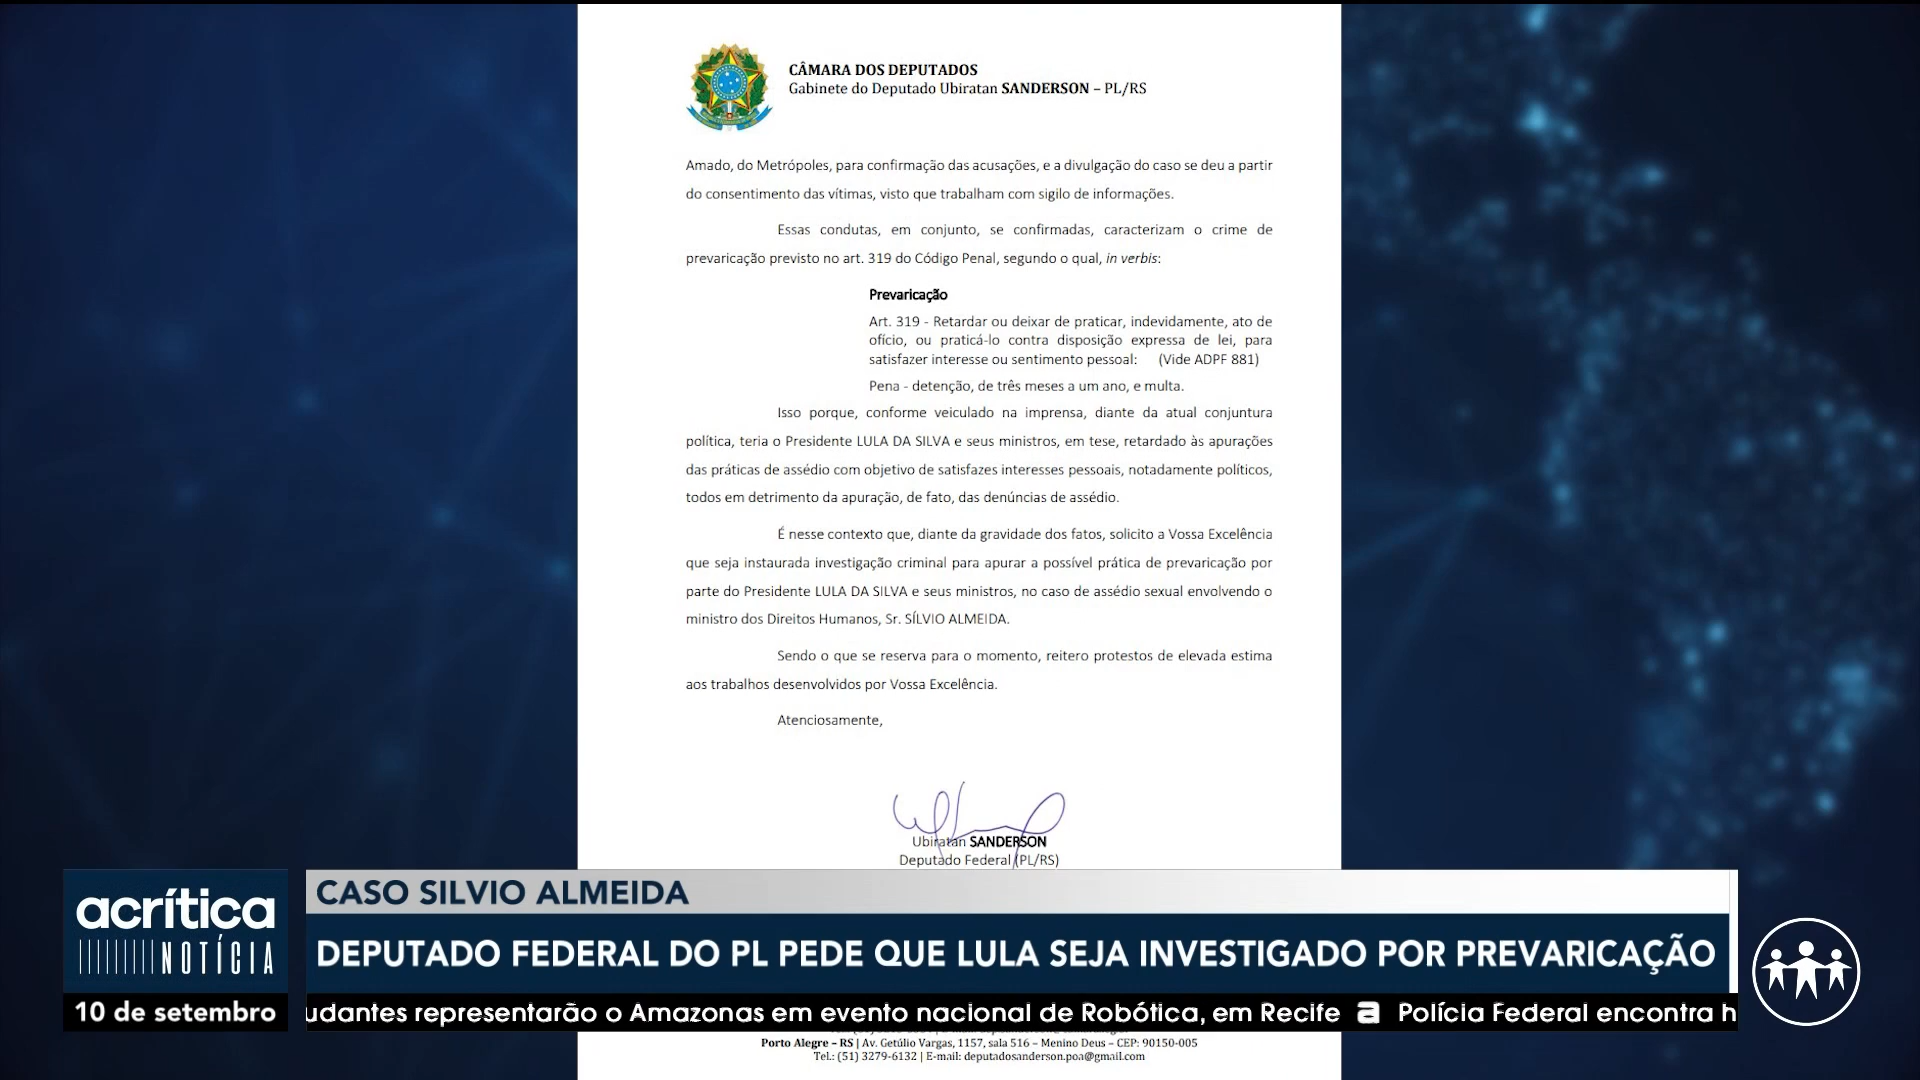 CÂMARA DOS DEPUTADOS
Gabinete do Deputado Ubiratan SANDERSON – PL/RS
Amado, do Metrópoles, para confirmação das acusações, e a divulgação do caso se deu a partir
do consentimento das vítimas, visto que trabalham com sigilo de informações.
Essas condutas, em conjunto, se confirmadas, caracterizam o crime de
prevaricação previsto no art. 319 do Código Penal, segundo o qual, in verbis:
Prevaricação
Art. 319 - Retardar ou deixar de praticar, indevidamente, ato de
ofício, ou praticá-lo contra disposição expressa de lei, para
satisfazer interesse ou sentimento pessoal: (Vide ADPF 881)
Pena - detenção, de três meses a um ano, e multa.
Isso porque, conforme veiculado na imprensa, diante da atual conjuntura
política, teria o Presidente LULA DA SILVA e seus ministros, em tese, retardado às apurações
das práticas de assédio com objetivo de satisfazes interesses pessoais, notadamente políticos,
todos em detrimento da apuração, de fato, das denúncias de assédio.
É nesse contexto que, diante da gravidade dos fatos, solicito a Vossa Excelência
que seja instaurada investigação criminal para apurar a possível prática de prevaricação por
parte do Presidente LULA DA SILVA e seus ministros, no caso de assédio sexual envolvendo o
ministro dos Direitos Humanos, Sr. SÍLVIO ALMEIDA.
Sendo o que se reserva para o momento, reitero protestos de elevada estima
aos trabalhos desenvolvidos por Vossa Excelência.
Atenciosamente,
Ubiratan SANDERSON
Deputado Federal (PL/RS)
acrítica
NOTÍCIA
10 de setembro
CASO SILVIO ALMEIDA
DEPUTADO FEDERAL DO PL PEDE QUE LULA SEJA INVESTIGADO POR PREVARICAÇÃO
udantes representarão o Amazonas em evento nacional de Robótica, em Recife a Polícia Federal encontra h
Porto Alegre – RS | Av. Getúlio Vargas, 1157, sala 516 – Menino Deus – CEP: 90150-005
Tel.: (51) 3279-6132 | E-mail: deputadosanderson.poa@gmail.com